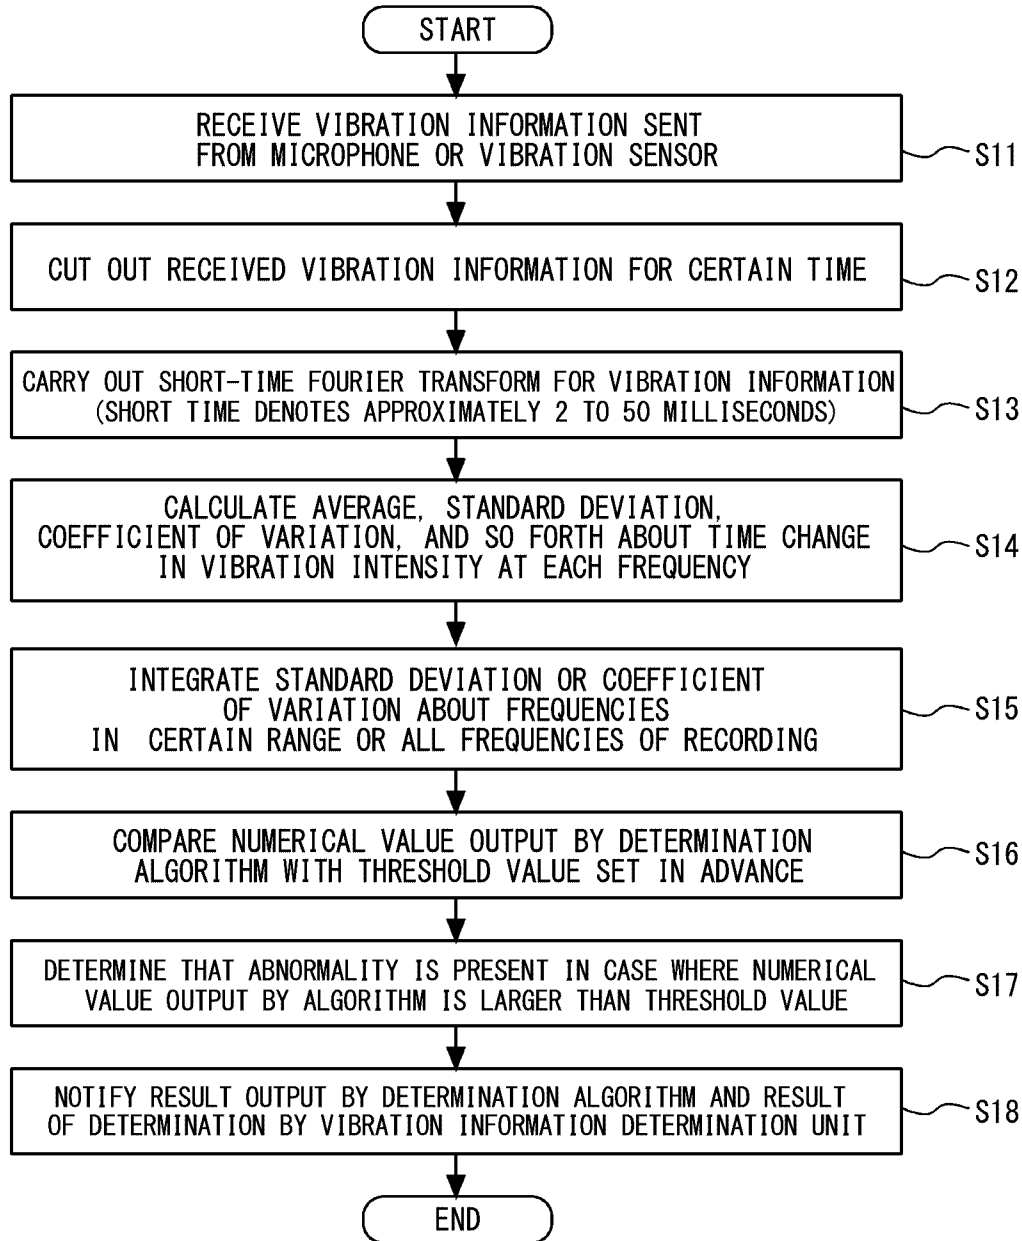 START
RECEIVE VIBRATION INFORMATION SENT
FROM MICROPHONE OR VIBRATION SENSOR
S11
CUT OUT RECEIVED VIBRATION INFORMATION FOR CERTAIN TIME
S12
CARRY OUT SHORT-TIME FOURIER TRANSFORM FOR VIBRATION INFORMATION
(SHORT TIME DENOTES APPROXIMATELY 2 TO 50 MILLISECONDS)
S13
CALCULATE AVERAGE, STANDARD DEVIATION,
COEFFICIENT OF VARIATION, AND SO FORTH ABOUT TIME CHANGE
IN VIBRATION INTENSITY AT EACH FREQUENCY
S14
INTEGRATE STANDARD DEVIATION OR COEFFICIENT
OF VARIATION ABOUT FREQUENCIES
IN CERTAIN RANGE OR ALL FREQUENCIES OF RECORDING
S15
COMPARE NUMERICAL VALUE OUTPUT BY DETERMINATION
ALGORITHM WITH THRESHOLD VALUE SET IN ADVANCE
S16
DETERMINE THAT ABNORMALITY IS PRESENT IN CASE WHERE NUMERICAL
VALUE OUTPUT BY ALGORITHM IS LARGER THAN THRESHOLD VALUE
S17
NOTIFY RESULT OUTPUT BY DETERMINATION ALGORITHM AND RESULT
OF DETERMINATION BY VIBRATION INFORMATION DETERMINATION UNIT
S18
END